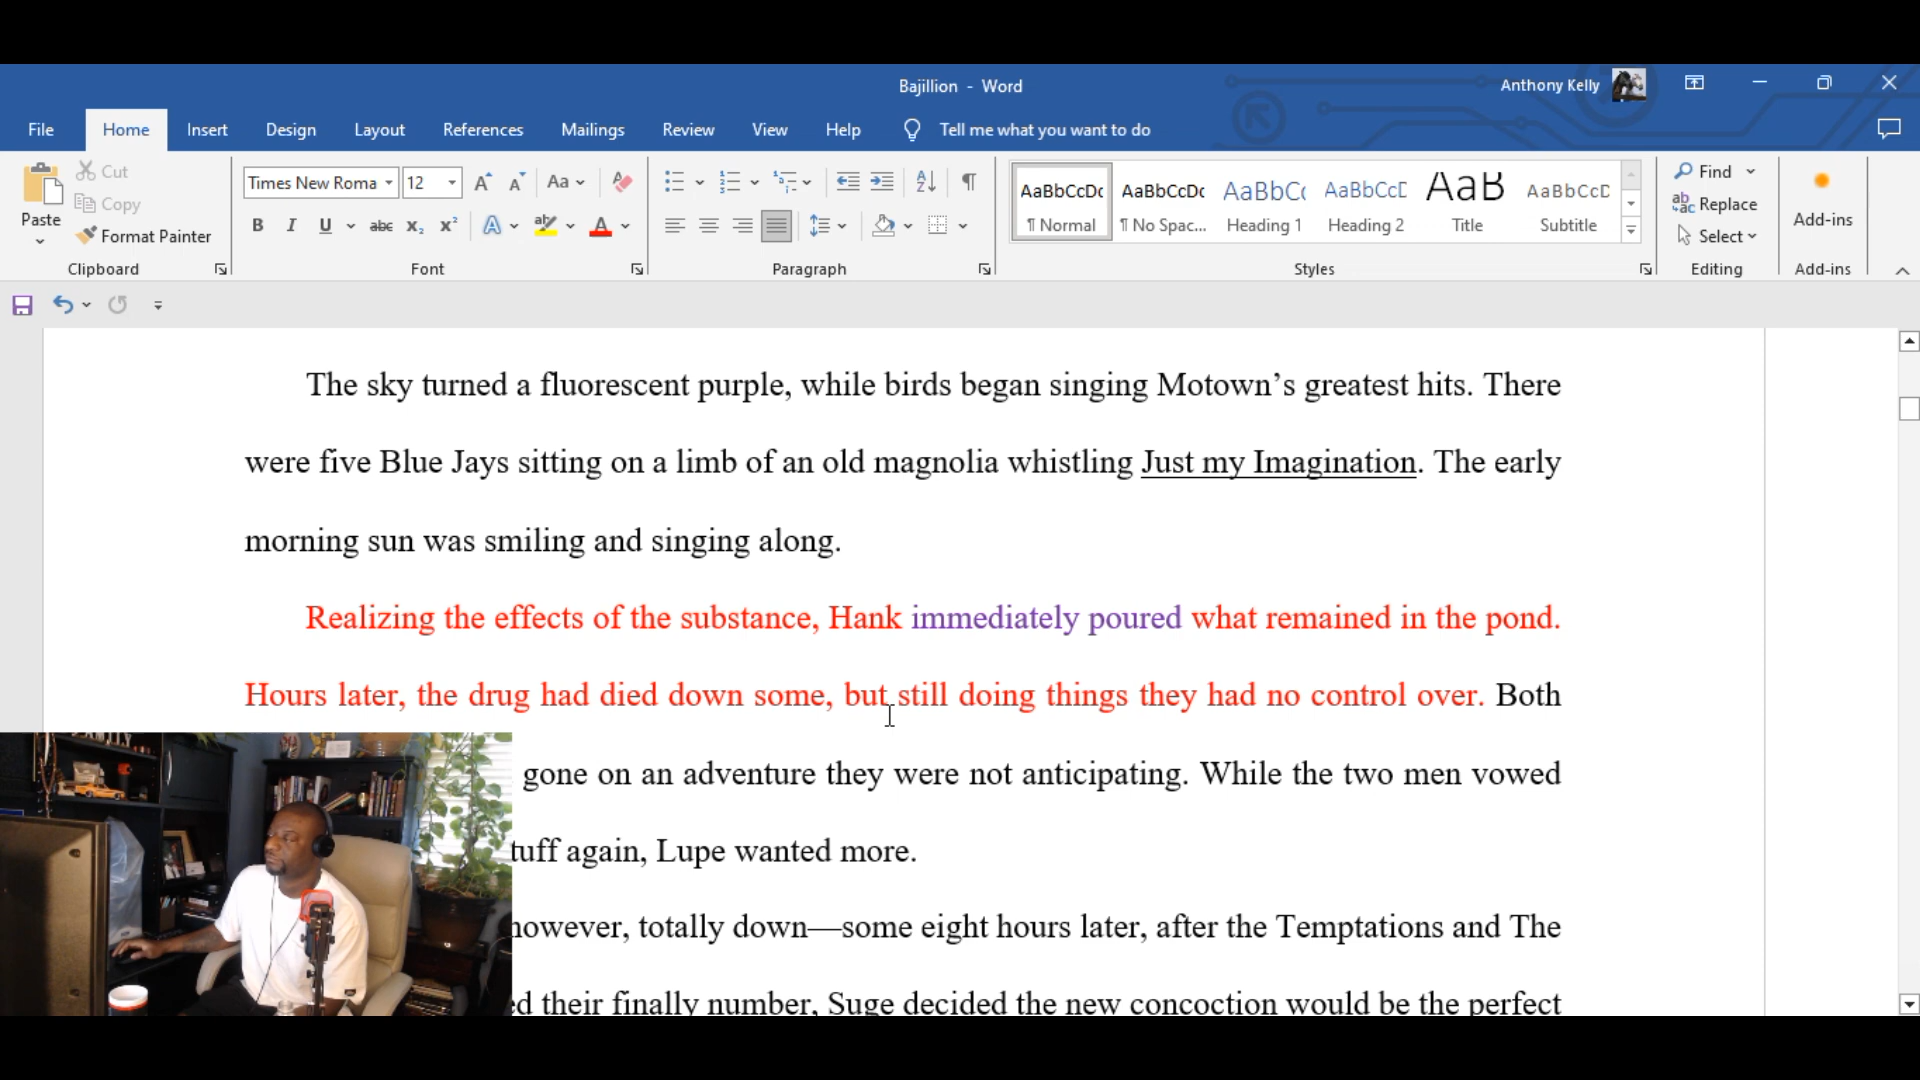 Bajillion - Word
Anthony Kelly
File Home Insert Design Layout References Mailings Review View Help Tell me what you want to do
Paste
Cut
Copy
Format Painter
Clipboard
Times New Roma 12
Font
Paragraph
AaBbCcDc AaBbCcDc AaBbCc AaBbCcD AaB AaBbCcD
¶ Normal ¶ No Spac... Heading 1 Heading 2 Title Subtitle
Styles
Find
Replace
Select
Editing
Add-ins
Add-ins
The sky turned a fluorescent purple, while birds began singing Motown’s greatest hits. There
were five Blue Jays sitting on a limb of an old magnolia whistling Just my Imagination. The early
morning sun was smiling and singing along.
Realizing the effects of the substance, Hank immediately poured what remained in the pond.
Hours later, the drug had died down some, but still doing things they had no control over. Both
gone on an adventure they were not anticipating. While the two men vowed
tuff again, Lupe wanted more.
however, totally down—some eight hours later, after the Temptations and The
ed their finally number, Suge decided the new concoction would be the perfect